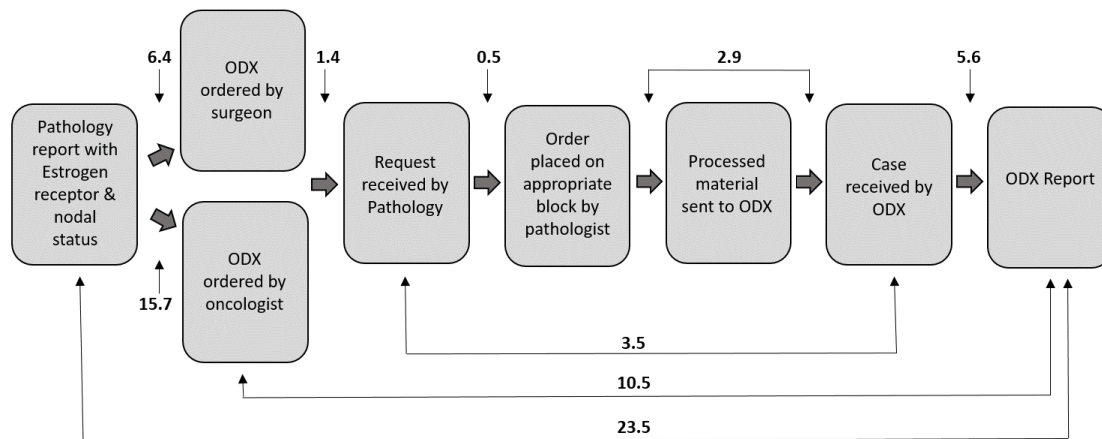 6.4
1.4
0.5
2.9
5.6
ODX
ordered by
surgeon
Pathology
report with
Estrogen
receptor &
nodal
status
Request
received by
Pathology
Order
placed on
appropriate
block by
pathologist
Processed
material
sent to ODX
Case
received by
ODX
ODX Report
ODX
ordered by
oncologist
15.7
3.5
10.5
23.5